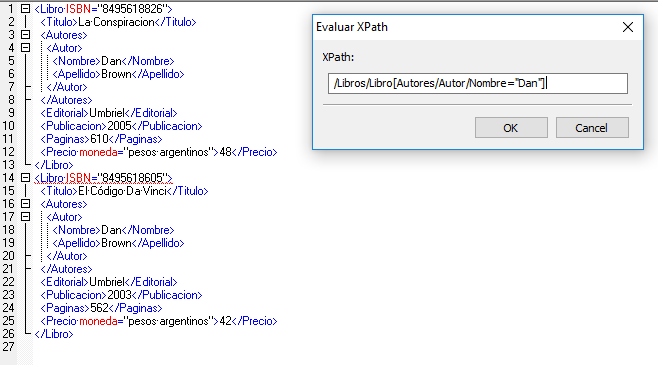 1 <Libro ISBN="8495618826">
2 <Titulo>La Conspiracion</Titulo>
3 <Autores>
4 <Autor>
5 <Nombre>Dan</Nombre>
6 <Apellido>Brown</Apellido>
7 </Autor>
8 </Autores>
9 <Editorial>Umbriel</Editorial>
10 <Publicacion>2005</Publicacion>
11 <Paginas>610</Paginas>
12 <Precio moneda="pesos argentinos">48</Precio>
13 </Libro>
14 <Libro ISBN="8495618605">
15 <Titulo>El Código Da Vinci</Titulo>
16 <Autores>
17 <Autor>
18 <Nombre>Dan</Nombre>
19 <Apellido>Brown</Apellido>
20 </Autor>
21 </Autores>
22 <Editorial>Umbriel</Editorial>
23 <Publicacion>2003</Publicacion>
24 <Paginas>562</Paginas>
25 <Precio moneda="pesos argentinos">42</Precio>
26 </Libro>
27
Evaluar XPath
XPath:
/Libros/Libro[Autores/Autor/Nombre="Dan"]
OK Cancel